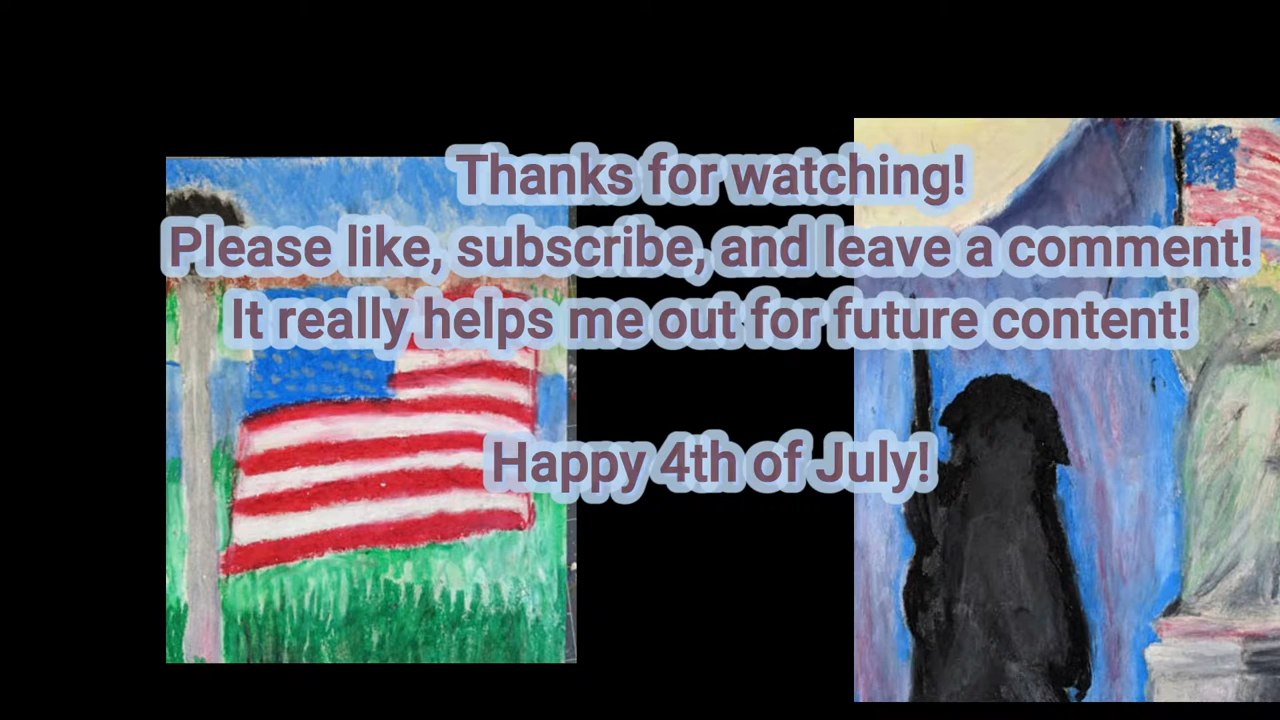 Thanks for watching!
Please like, subscribe, and leave a comment!
It really helps me out for future content!
Happy 4th of July!